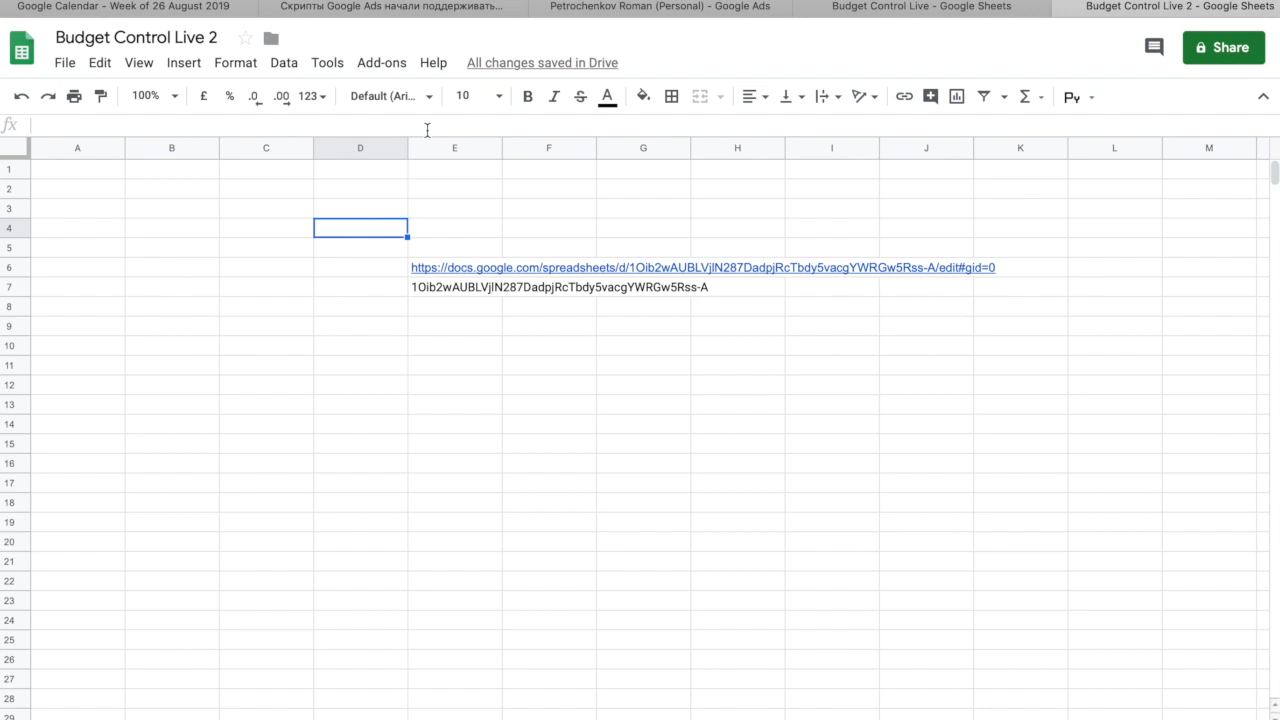 Google Calendar - Week of 26 August 2019
Скрипты Google Ads начали поддерживать...
Petrochenkov Roman (Personal) - Google Ads
Budget Control Live - Google Sheets
Budget Control Live 2 - Google Sheets
Budget Control Live 2
Share
File Edit View Insert Format Data Tools Add-ons Help All changes saved in Drive
100% £ % .0 .00 123 Default (Ari... 10 B I S A Σ Py
fx
A B C D E F G H I J K L M
1
2
3
4
5
6 https://docs.google.com/spreadsheets/d/1Oib2wAUBLVjlN287DadpjRcTbdy5vacgYWRGw5Rss-A/edit#gid=0
7 1Oib2wAUBLVjlN287DadpjRcTbdy5vacgYWRGw5Rss-A
8
9
10
11
12
13
14
15
16
17
18
19
20
21
22
23
24
25
26
27
28
29